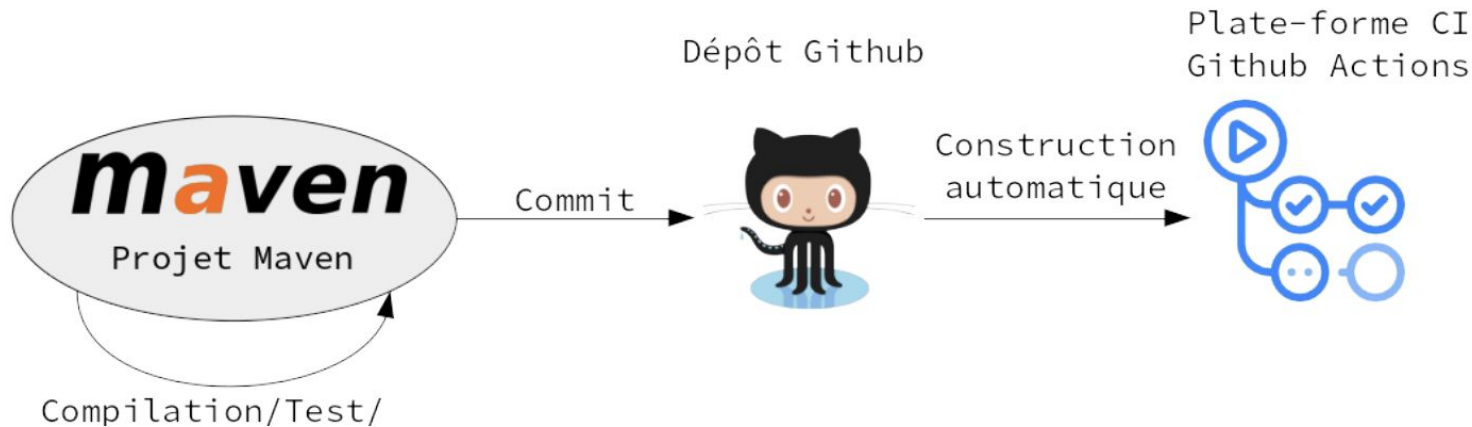 Plate-forme CI
Github Actions
Dépôt Github
Construction
automatique
Commit
maven
Projet Maven
Compilation/Test/